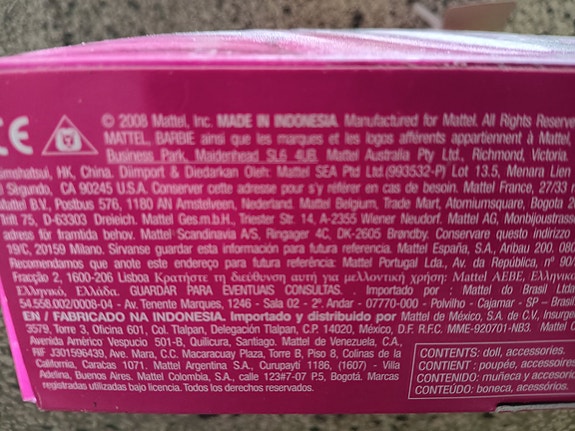 CE © 2008 Mattel, Inc. MADE IN INDONESIA. Manufactured for Mattel. All Rights Reserve
MATTEL, BARBIE ainsi que les marques et les logos afférents appartiennent à Mattel,
Business Park, Maidenhead SL6 4UB. Mattel Australia Pty Ltd., Richmond, Victoria.
imshatsui, HK, China. Diimport & Diedarkan Oleh: Mattel SEA Ptd Ltd.(993532-P) Lot 13.5, Menara Lien
Segundo, CA 90245 U.S.A. Conserver cette adresse pour s'y référer en cas de besoin. Mattel France, 27/33
Mattel B.V., Postbus 576, 1180 AN Amstelveen, Nederland. Mattel Belgium, Trade Mart, Atomiumsquare, Bogota 20
75, D-63303 Dreieich. Mattel Ges.m.b.H., Triester Str. 14, A-2355 Wiener Neudorf. Mattel AG, Monbijoustrass
adress för framtida behov. Mattel Scandinavia A/S, Ringager 4C, DK-2605 Brøndby. Conservare questo indirizzo
19/C, 20159 Milano. Sírvanse guardar esta información para futura referencia. Mattel España, S.A., Aribau 200. 080
Recomendamos que anote este endereço para futura referência: Mattel Portugal Lda., Av. da República, nº 90/
Fracção 2, 1600-206 Lisboa Κρατήστε τη διεύθυνση αυτή για μελλοντική χρήση: Mattel AEBE, Ελληνικο
Ελληνικό, Ελλάδα. GUARDAR PARA EVENTUAIS CONSULTAS. Importado por : Mattel do Brasil Ltd
54.558.002/0008-04 - Av. Tenente Marques, 1246 - Sala 02 - 2º. Andar - 07770-000 - Polvilho - Cajamar - SP – Brasil
EN / FABRICADO NA INDONESIA. Importado y distribuido por Mattel de México, S.A. de C.V., Insurge
3579, Torre 3, Oficina 601, Col. Tlalpan, Delegación Tlalpan, C.P. 14020, México, D.F. R.F.C. MME-920701-NB3. Mattel C
Avenida Américo Vespucio 501-B, Quilicura, Santiago. Mattel de Venezuela, C.A.,
RIF J301596439, Ave. Mara, C.C. Macaracuay Plaza, Torre B, Piso 8, Colinas de la
California, Caracas 1071. Mattel Argentina S.A., Curupaytí 1186, (1607) - Villa
Adelina, Buenos Aires. Mattel Colombia, S.A., calle 123#7-07 P.5, Bogotá. Marcas
registradas utilizadas bajo licencia. Todos los derechos reservados.
CONTENTS: doll, accessories.
CONTIENT : poupée, accessoires
CONTENIDO: muñeca y accesorios
CONTEÚDO: boneca, acessórios.